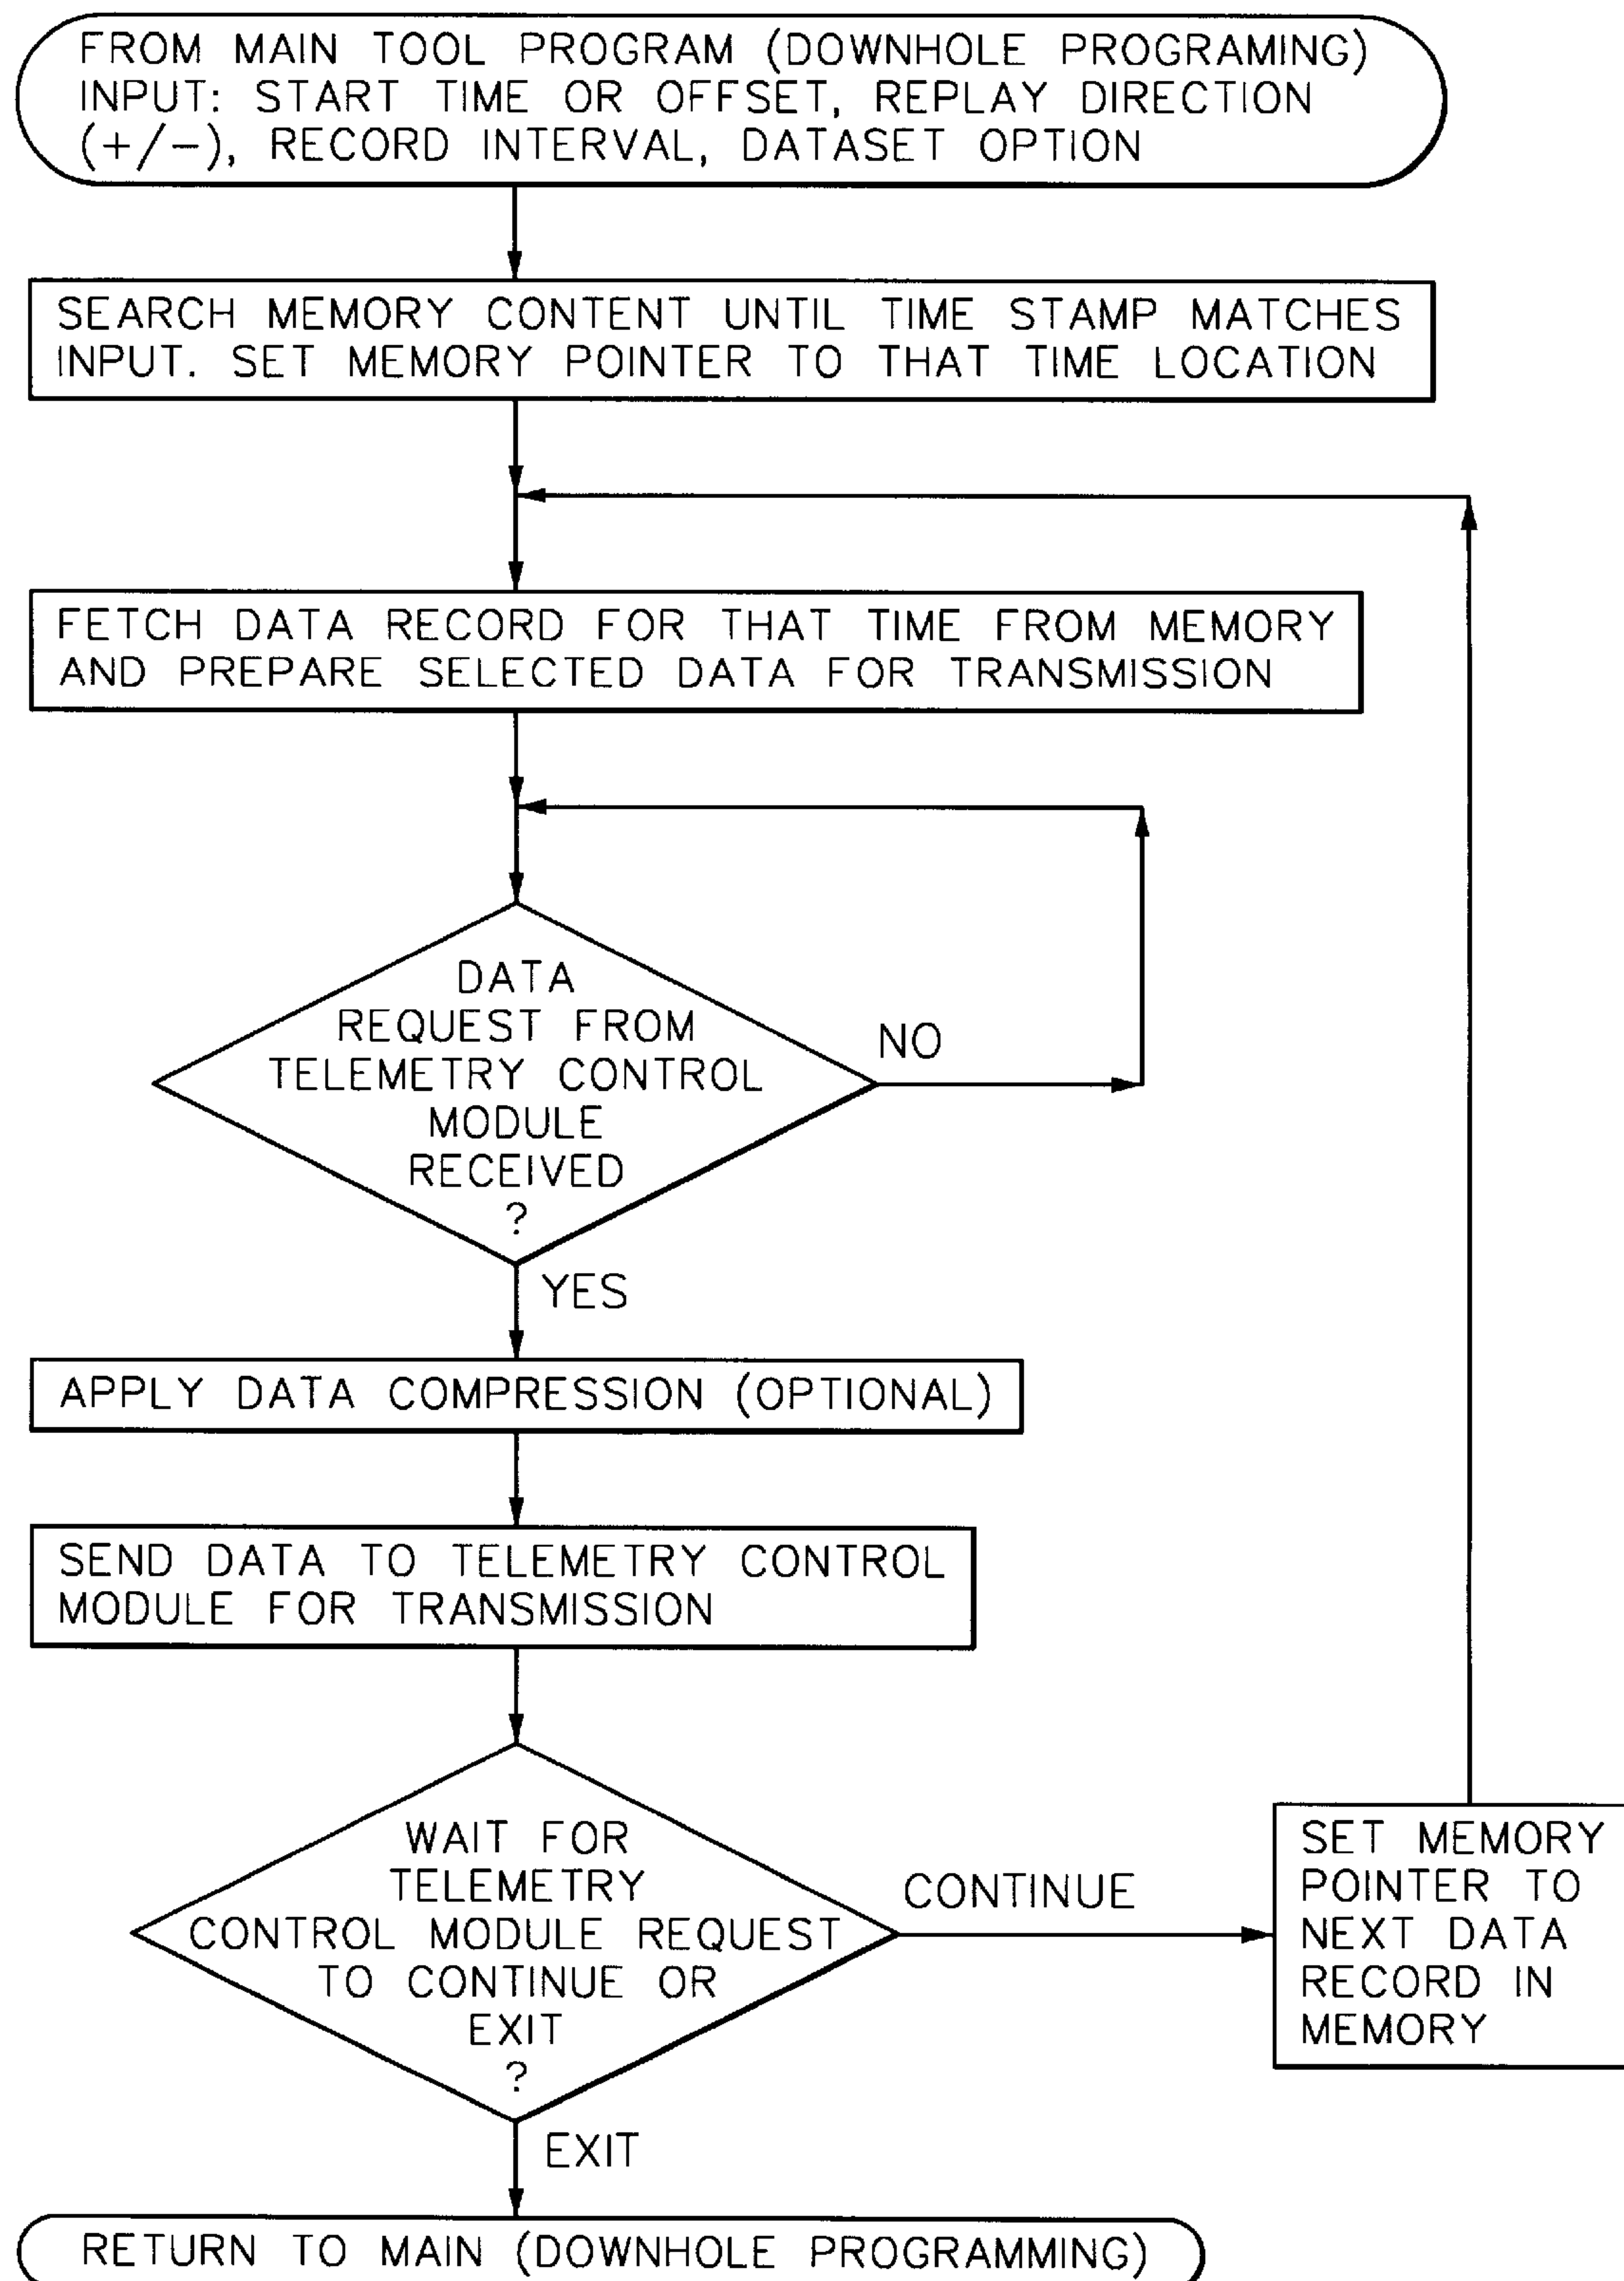 FROM MAIN TOOL PROGRAM (DOWNHOLE PROGRAMING)
INPUT: START TIME OR OFFSET, REPLAY DIRECTION
(+/-), RECORD INTERVAL, DATASET OPTION
SEARCH MEMORY CONTENT UNTIL TIME STAMP MATCHES
INPUT. SET MEMORY POINTER TO THAT TIME LOCATION
FETCH DATA RECORD FOR THAT TIME FROM MEMORY
AND PREPARE SELECTED DATA FOR TRANSMISSION
DATA
REQUEST FROM
TELEMETRY CONTROL
MODULE
RECEIVED
?
NO
YES
APPLY DATA COMPRESSION (OPTIONAL)
SEND DATA TO TELEMETRY CONTROL
MODULE FOR TRANSMISSION
WAIT FOR
TELEMETRY
CONTROL MODULE REQUEST
TO CONTINUE OR
EXIT
?
CONTINUE
SET MEMORY
POINTER TO
NEXT DATA
RECORD IN
MEMORY
EXIT
RETURN TO MAIN (DOWNHOLE PROGRAMMING)